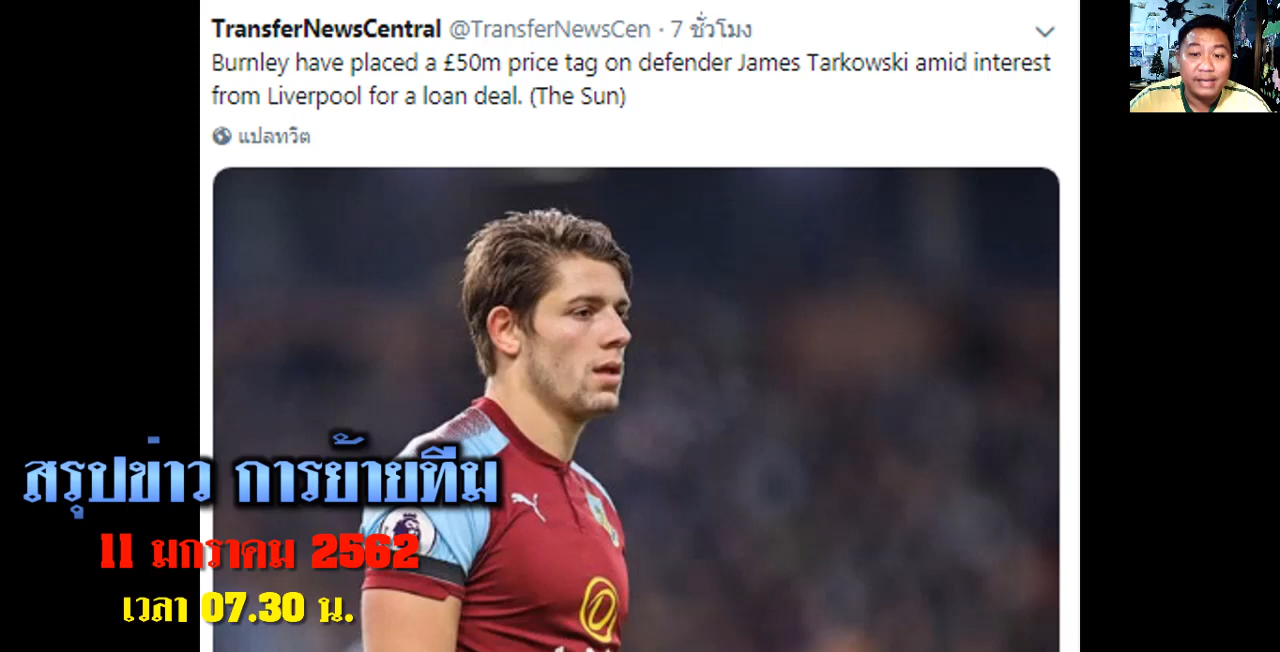 TransferNewsCentral @TransferNewsCen · 7 ชั่วโมง
Burnley have placed a £50m price tag on defender James Tarkowski amid interest
from Liverpool for a loan deal. (The Sun)
แปลทวีต
สรุปข่าว การย้ายทีม
11 มกราคม 2562
เวลา 07.30 น.